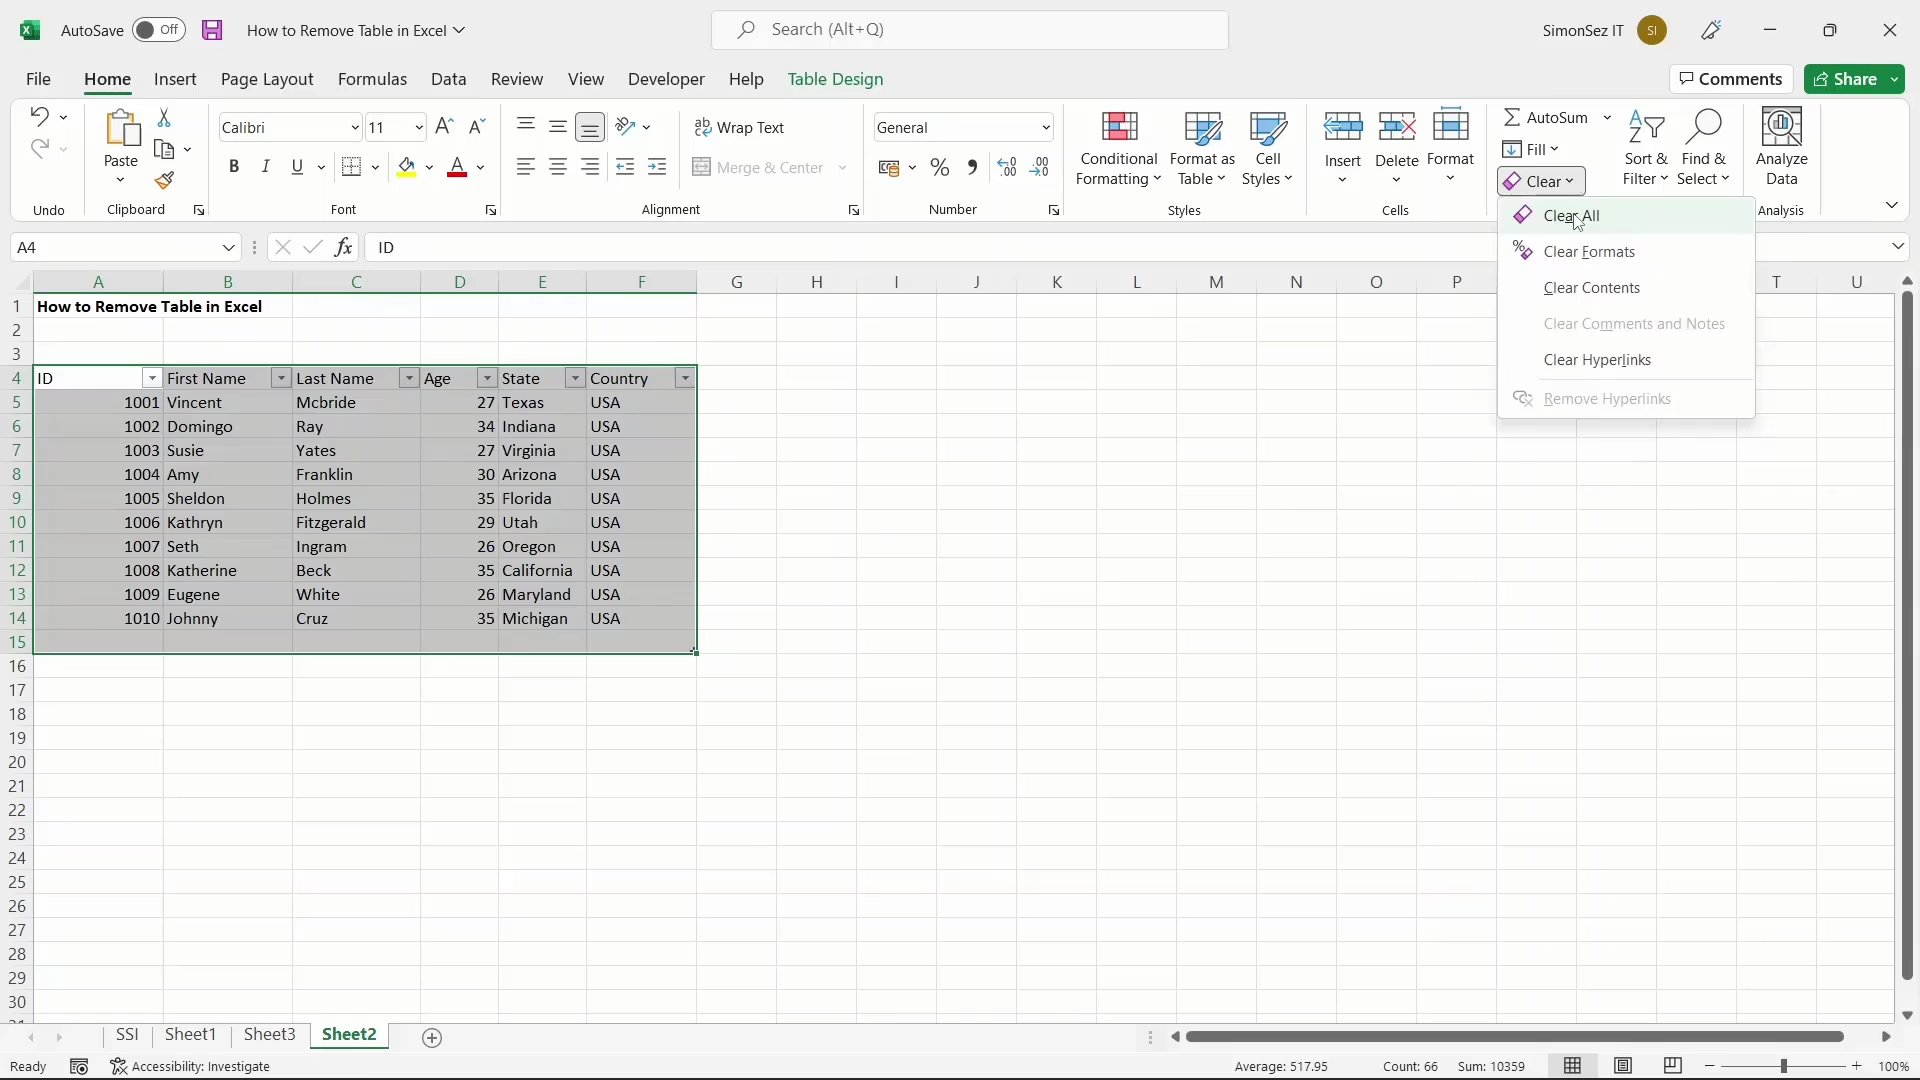 AutoSave Off How to Remove Table in Excel Search (Alt+Q) SimonSez IT SI
File Home Insert Page Layout Formulas Data Review View Developer Help Table Design Comments Share
Paste Calibri 11 Wrap Text General Conditional Formatting Format as Table Cell Styles Insert Delete Format AutoSum Sort & Filter Find & Select Analyze Data
B I U Merge & Center % Fill
Clear
Undo Clipboard Font Alignment Number Styles Cells Analysis
Clear All
Clear Formats
Clear Contents
Clear Comments and Notes
Clear Hyperlinks
Remove Hyperlinks
A4 fx ID
A B C D E F G H I J K L M N O P T U
1 How to Remove Table in Excel
2
3
4 ID First Name Last Name Age State Country
5 1001 Vincent Mcbride 27 Texas USA
6 1002 Domingo Ray 34 Indiana USA
7 1003 Susie Yates 27 Virginia USA
8 1004 Amy Franklin 30 Arizona USA
9 1005 Sheldon Holmes 35 Florida USA
10 1006 Kathryn Fitzgerald 29 Utah USA
11 1007 Seth Ingram 26 Oregon USA
12 1008 Katherine Beck 35 California USA
13 1009 Eugene White 26 Maryland USA
14 1010 Johnny Cruz 35 Michigan USA
15
16
17
18
19
20
21
22
23
24
25
26
27
28
29
30
SSI Sheet1 Sheet3 Sheet2
Ready Accessibility: Investigate Average: 517.95 Count: 66 Sum: 10359 100%